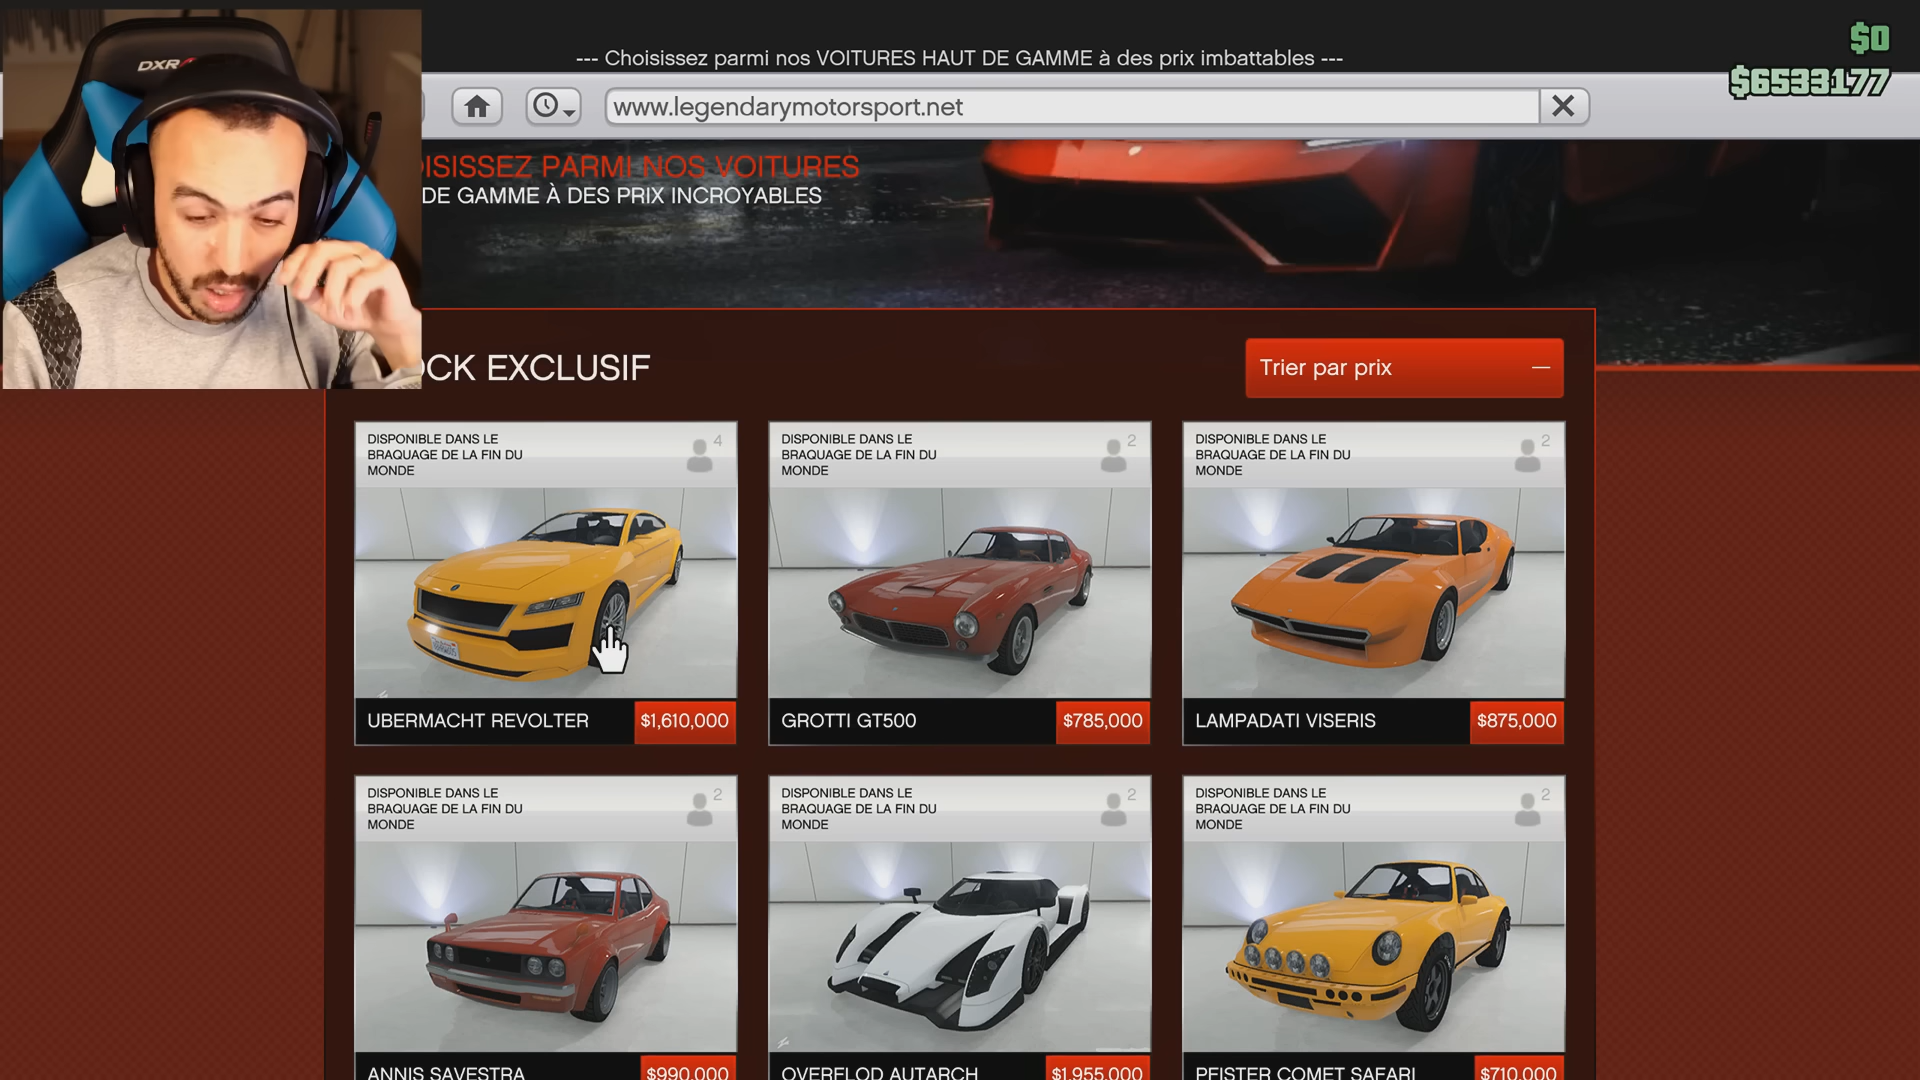 --- Choisissez parmi nos VOITURES HAUT DE GAMME à des prix imbattables ---
$0
$6533177
www.legendarymotorsport.net
OISISSEZ PARMI NOS VOITURES
DE GAMME À DES PRIX INCROYABLES
OCK EXCLUSIF
Trier par prix
DISPONIBLE DANS LE
BRAQUAGE DE LA FIN DU
MONDE
4
UBERMACHT REVOLTER
$1,610,000
DISPONIBLE DANS LE
BRAQUAGE DE LA FIN DU
MONDE
2
GROTTI GT500
$785,000
DISPONIBLE DANS LE
BRAQUAGE DE LA FIN DU
MONDE
2
LAMPADATI VISERIS
$875,000
DISPONIBLE DANS LE
BRAQUAGE DE LA FIN DU
MONDE
2
ANNIS SAVESTRA
$990,000
DISPONIBLE DANS LE
BRAQUAGE DE LA FIN DU
MONDE
2
OVERFLOD AUTARCH
$1,955,000
DISPONIBLE DANS LE
BRAQUAGE DE LA FIN DU
MONDE
2
PFISTER COMET SAFARI
$710,000